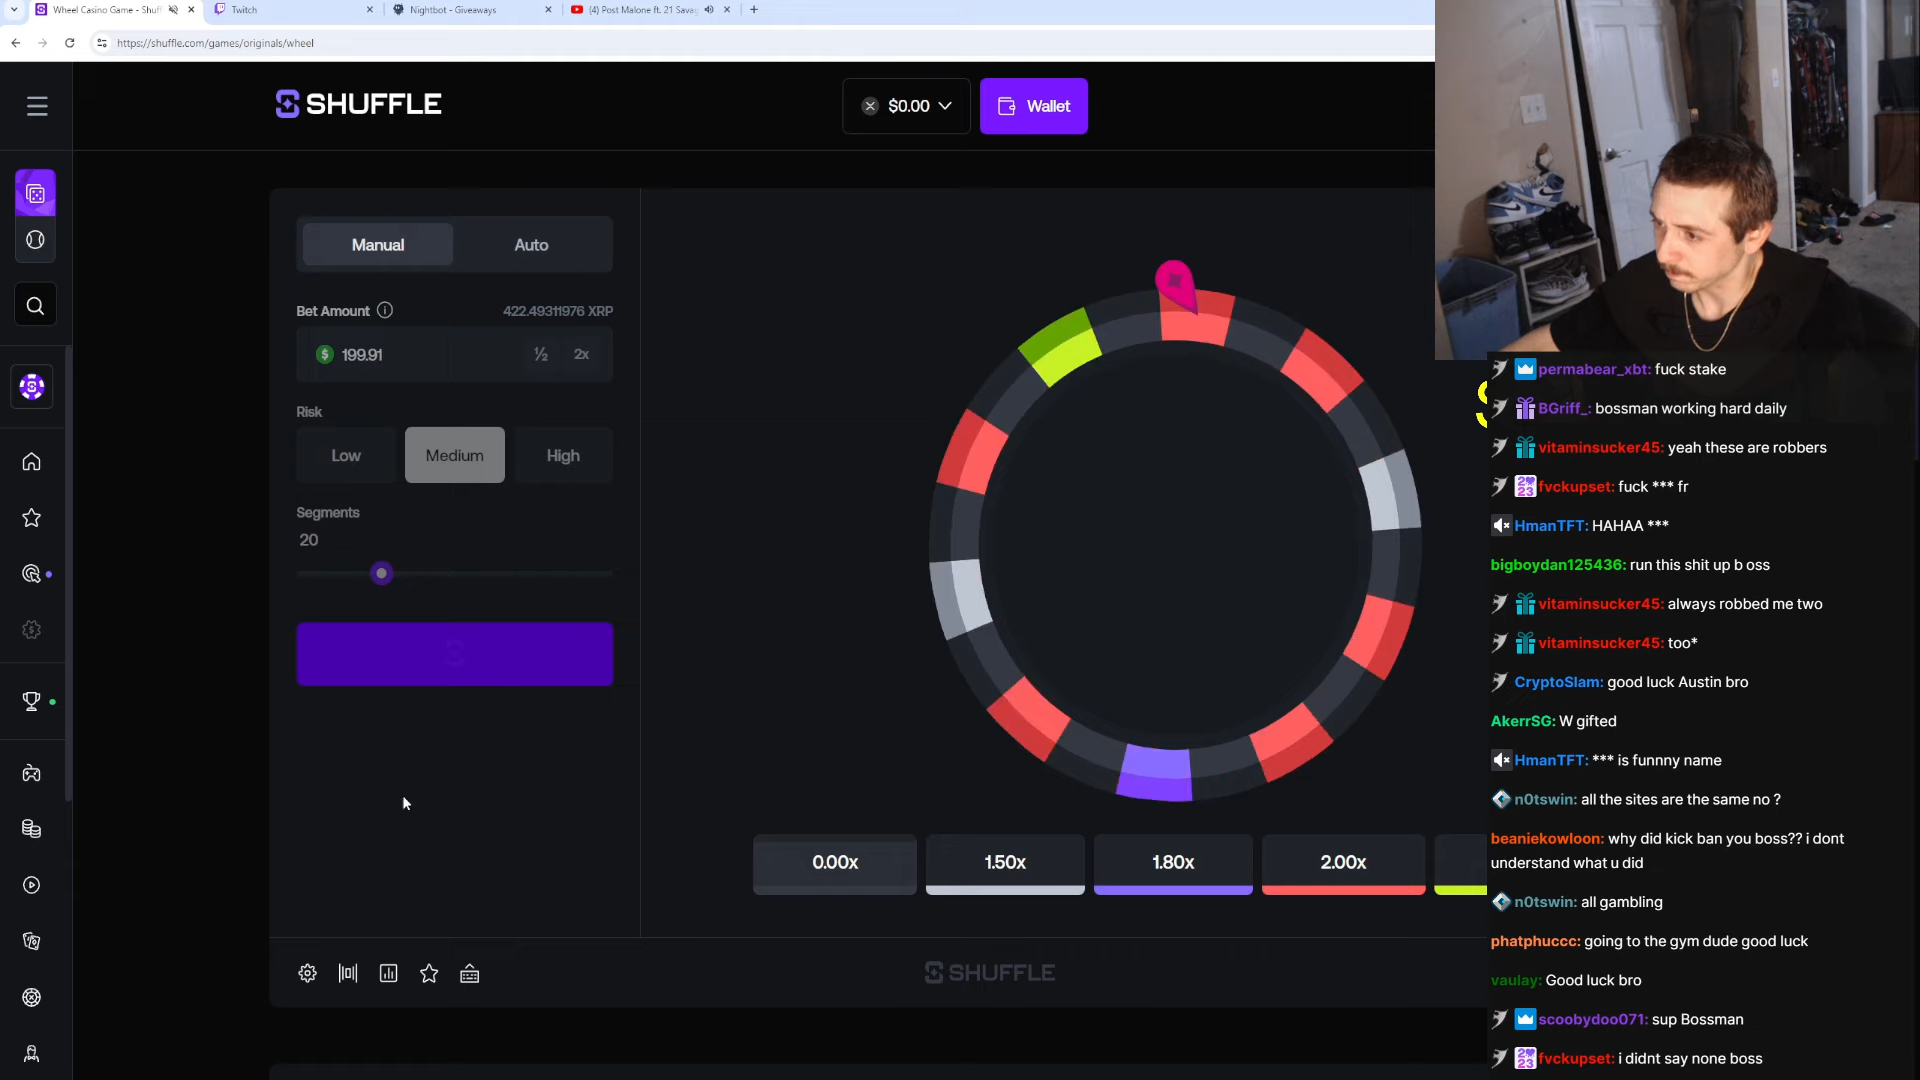 Wheel Casino Game - Shuf
Twitch
Nightbot - Giveaways
(4) Post Malone ft. 21 Sava
https://shuffle.com/games/originals/wheel
SHUFFLE
$0.00
Wallet
Manual
Auto
Bet Amount
422.49311976 XRP
$ 199.91
½
2x
Risk
Low
Medium
High
Segments
20
0.00x
1.50x
1.80x
2.00x
SHUFFLE
permabear_xbt: fuck stake
BGriff_: bossman working hard daily
vitaminsucker45: yeah these are robbers
fvckupset: fuck *** fr
HmanTFT: HAHAA ***
bigboydan125436: run this shit up b oss
vitaminsucker45: always robbed me two
vitaminsucker45: too*
CryptoSlam: good luck Austin bro
AkerrSG: W gifted
HmanTFT: *** is funnny name
n0tswin: all the sites are the same no ?
beaniekowloon: why did kick ban you boss?? i dont
understand what u did
n0tswin: all gambling
phatphuccc: going to the gym dude good luck
vaulay: Good luck bro
scoobydoo071: sup Bossman
fvckupset: i didnt say none boss